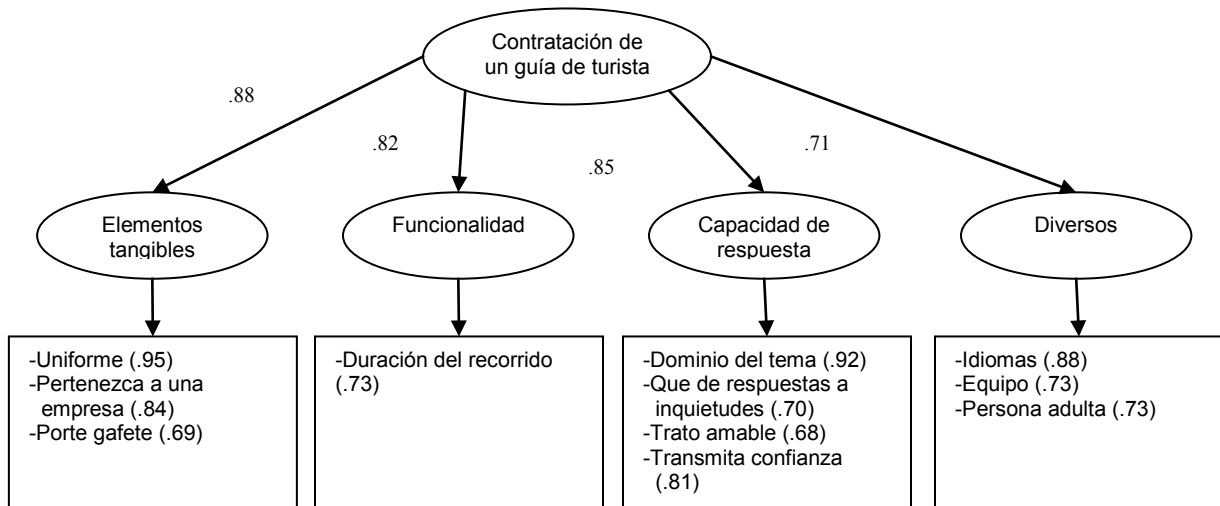 Contratación de
un guía de turista
.88
.82
.85
.71
Elementos
tangibles
Funcionalidad
Capacidad de
respuesta
Diversos
-Uniforme (.95)
-Pertenezca a una
empresa (.84)
-Porte gafete (.69)
-Duración del recorrido
(.73)
-Dominio del tema (.92)
-Que de respuestas a
inquietudes (.70)
-Trato amable (.68)
-Transmita confianza
(.81)
-Idiomas (.88)
-Equipo (.73)
-Persona adulta (.73)